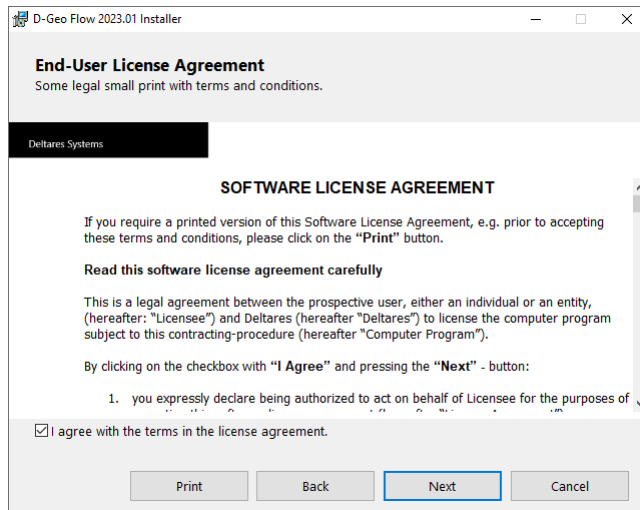 D-Geo Flow 2023.01 Installer
End-User License Agreement
Some legal small print with terms and conditions.
Deltares Systems
SOFTWARE LICENSE AGREEMENT
If you require a printed version of this Software License Agreement, e.g. prior to accepting
these terms and conditions, please click on the “Print” button.
Read this software license agreement carefully
This is a legal agreement between the prospective user, either an individual or an entity,
(hereafter: “Licensee”) and Deltares (hereafter “Deltares”) to license the computer program
subject to this contracting-procedure (hereafter “Computer Program”).
By clicking on the checkbox with “I Agree” and pressing the “Next” - button:
1. you expressly declare being authorized to act on behalf of Licensee for the purposes of
I agree with the terms in the license agreement.
Print Back Next Cancel